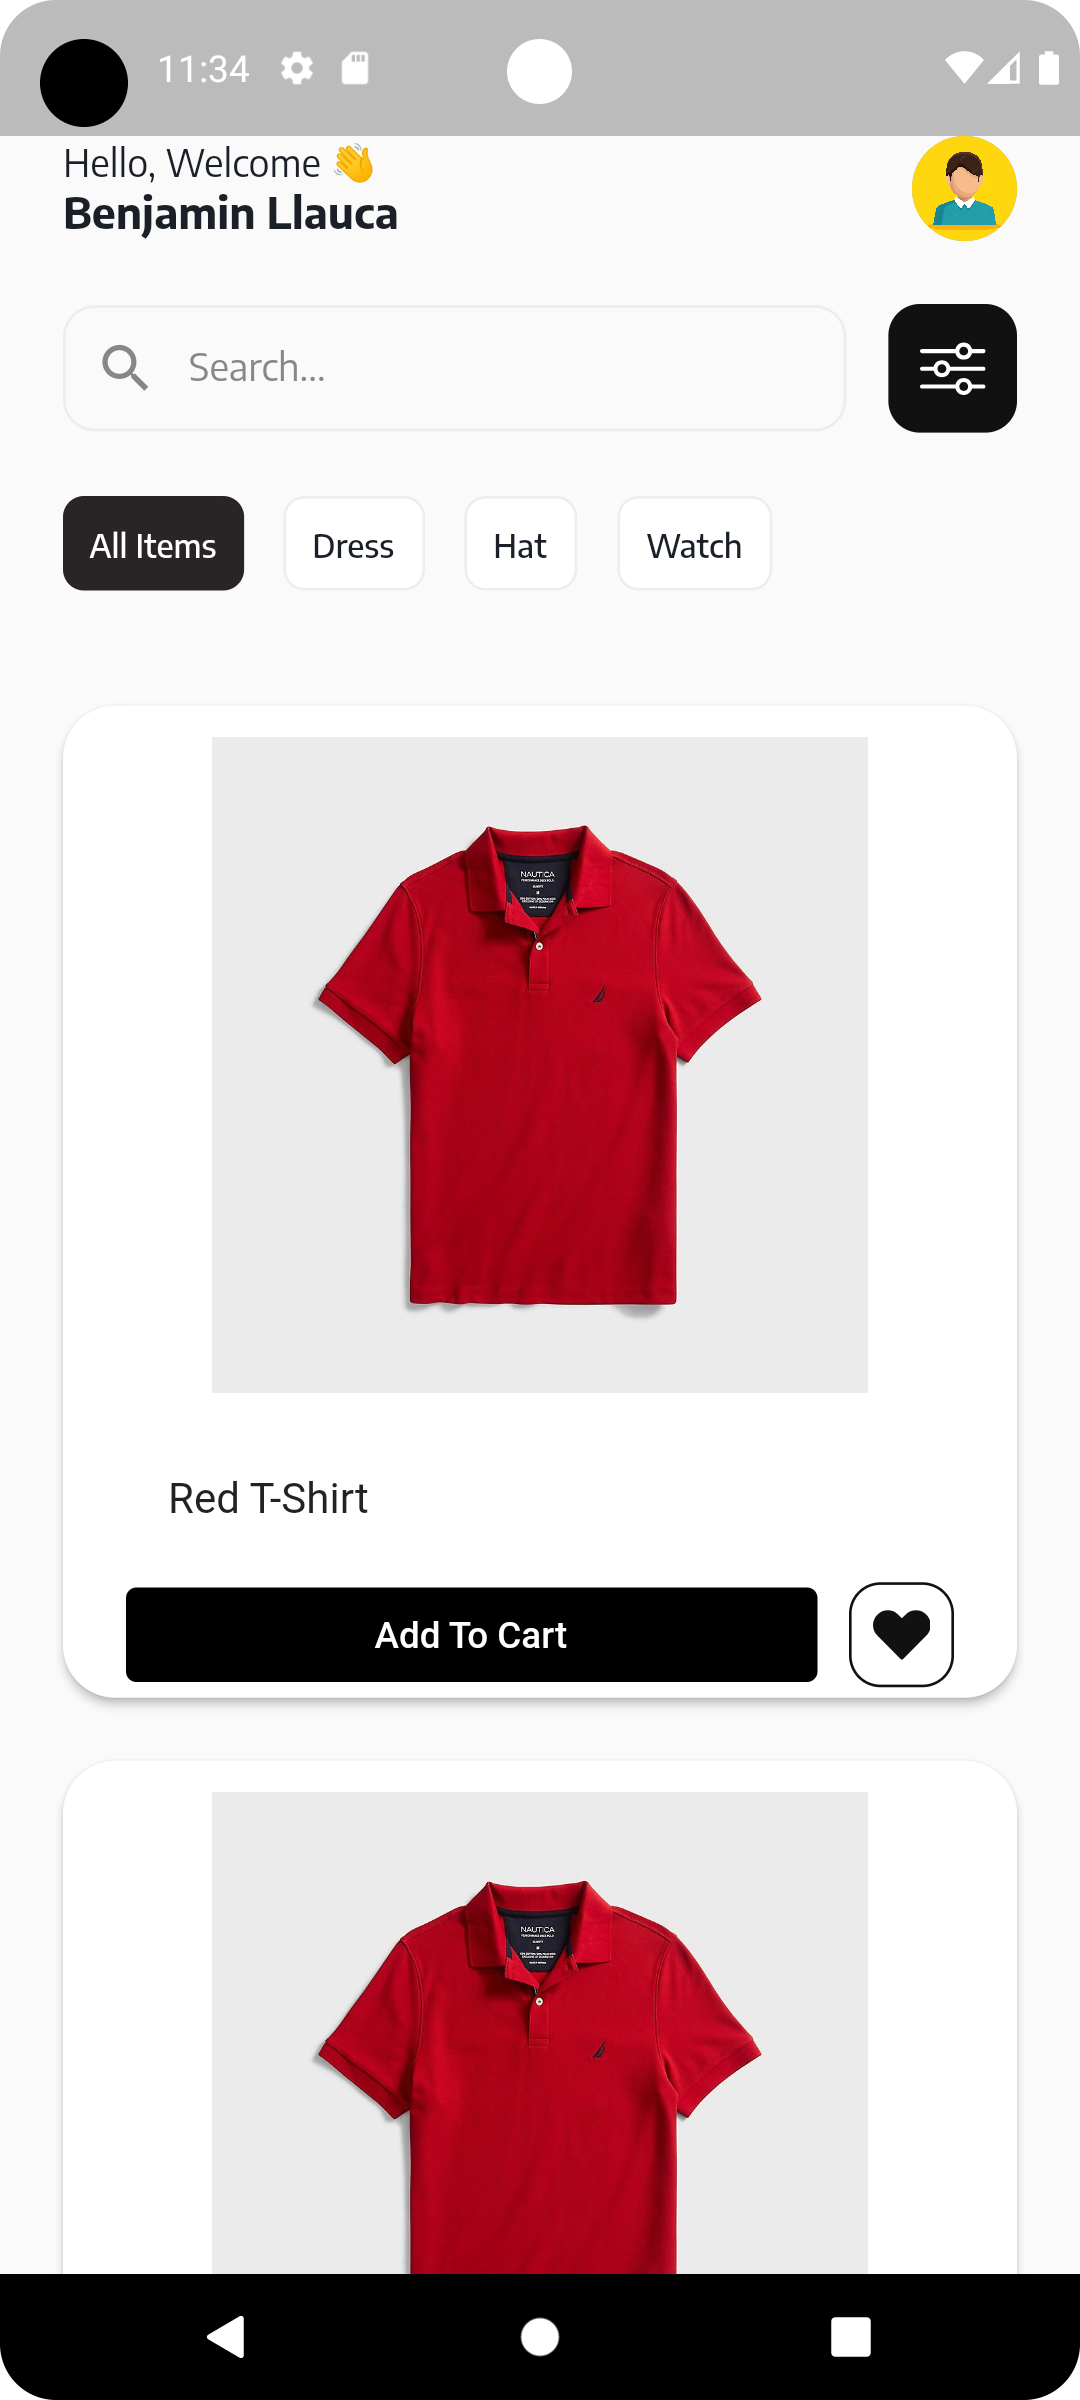 11:34
Hello, Welcome 👋
Benjamin Llauca
Search...
All Items
Dress
Hat
Watch
NAUTICA
Red T-Shirt
Add To Cart
NAUTICA